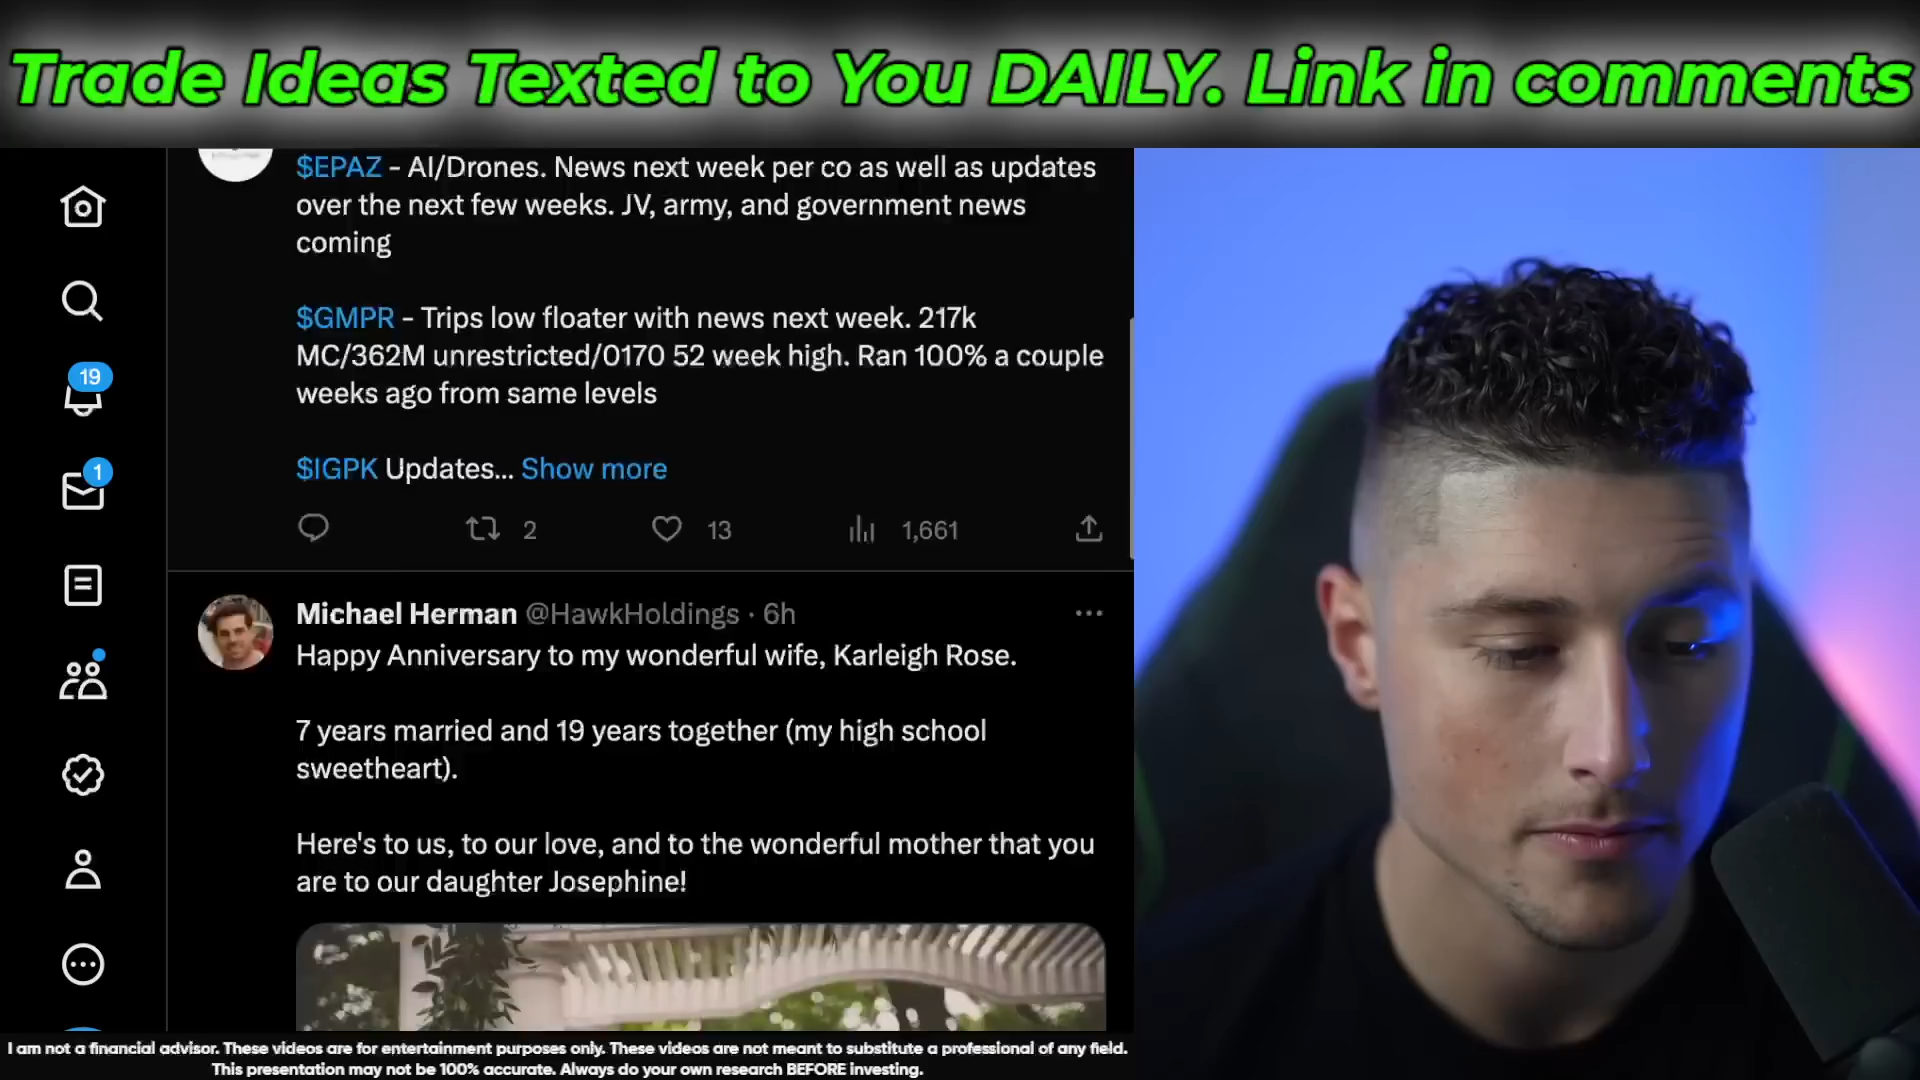 Trade Ideas Texted to You DAILY. Link in comments
$EPAZ - AI/Drones. News next week per co as well as updates
over the next few weeks. JV, army, and government news
coming
$GMPR - Trips low floater with news next week. 217k
MC/362M unrestricted/0170 52 week high. Ran 100% a couple
weeks ago from same levels
$IGPK Updates... Show more
2 13 1,661
19
1
Michael Herman @HawkHoldings · 6h
Happy Anniversary to my wonderful wife, Karleigh Rose.
7 years married and 19 years together (my high school
sweetheart).
Here's to us, to our love, and to the wonderful mother that you
are to our daughter Josephine!
I am not a financial advisor. These videos are for entertainment purposes only. These videos are not meant to substitute a professional of any field.
This presentation may not be 100% accurate. Always do your own research BEFORE investing.